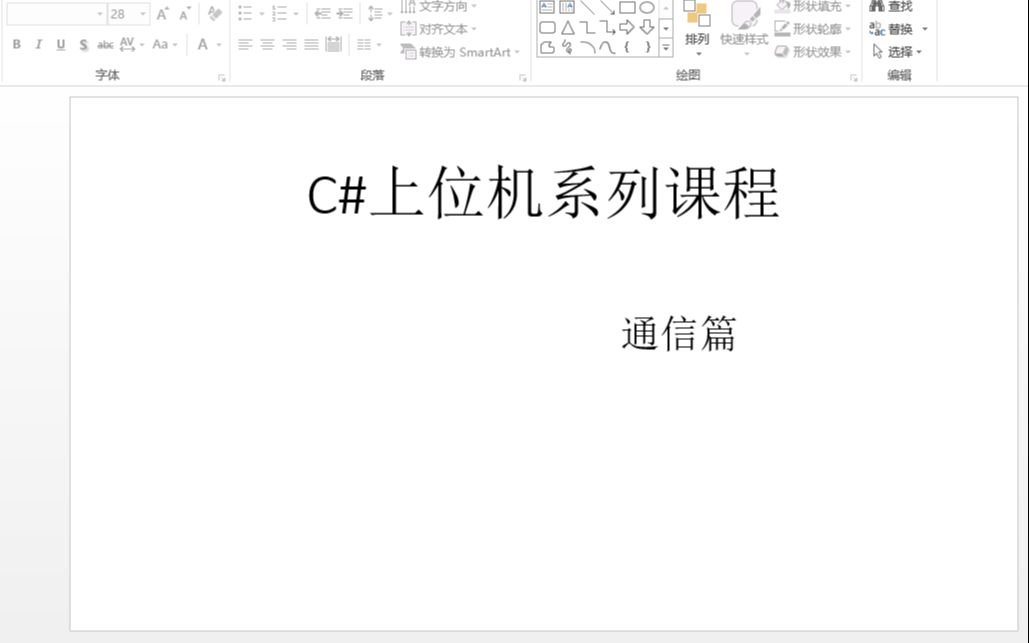 28
文字方向
形状填充
查找
对齐文本
形状轮廓
替换
B I U S abc AV Aa A
转换为 SmartArt
排列
快速样式
形状效果
选择
字体
段落
绘图
编辑
C#上位机系列课程
通信篇